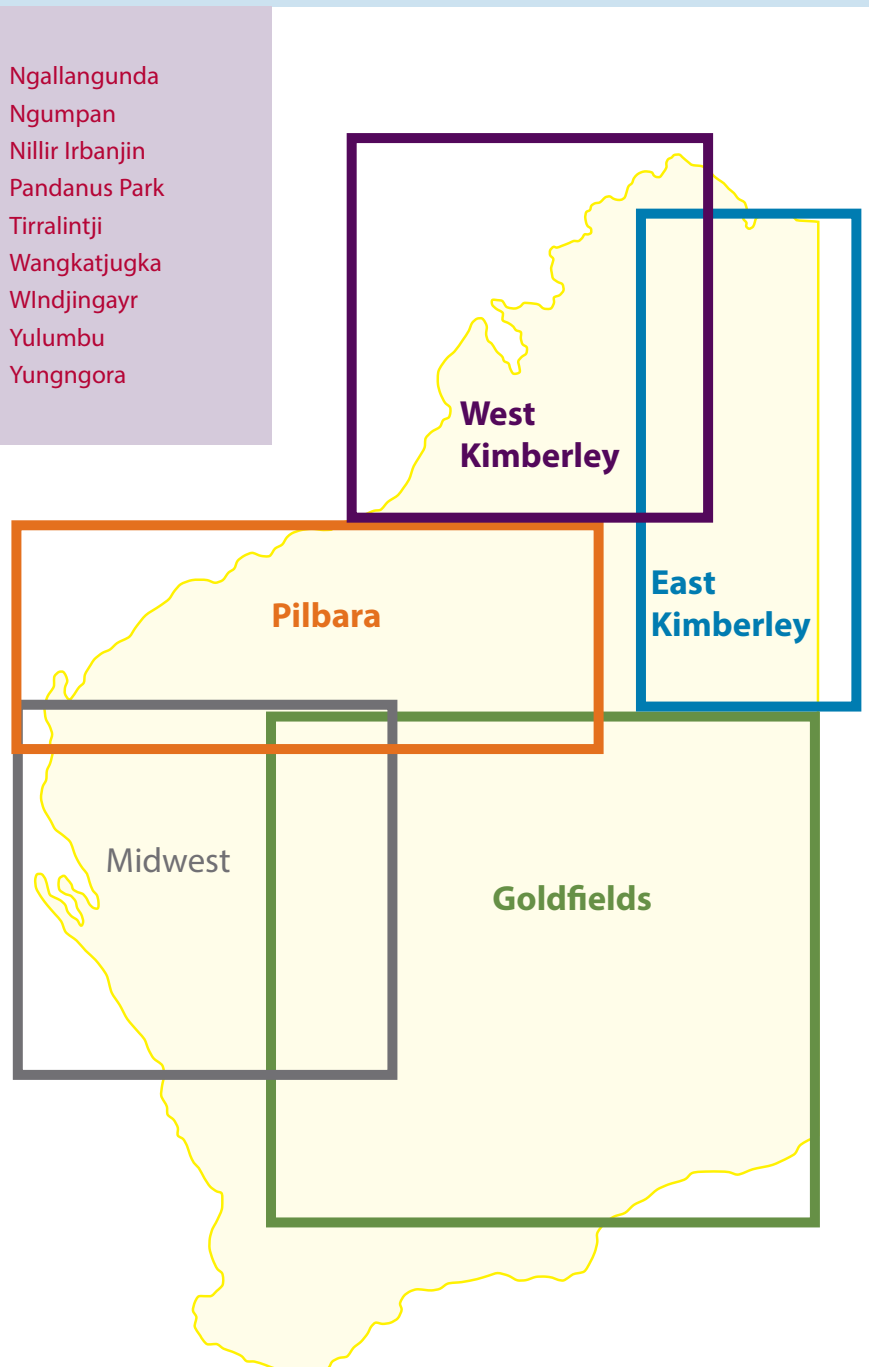 Ngallangunda
Ngumpan
Nillir Irbanjin
Pandanus Park
Tirralintji
Wangkatjugka
WIndjingayr
Yulumbu
Yungngora
West
Kimberley
East
Kimberley
Pilbara
Midwest
Goldfields